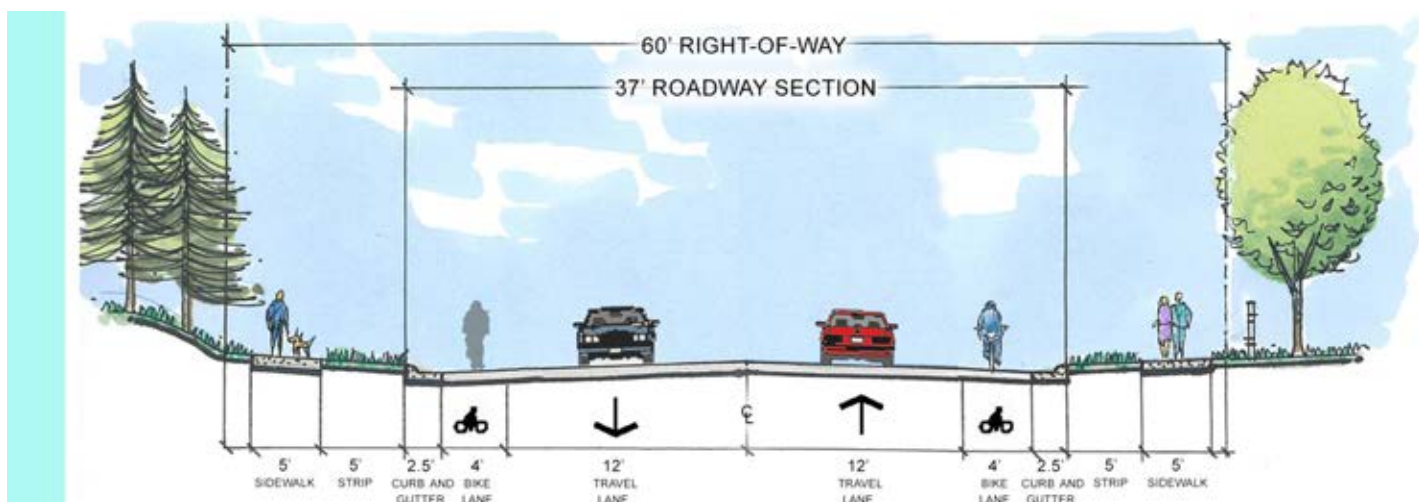 60' RIGHT-OF-WAY
37' ROADWAY SECTION
℄
5' 5' 2.5' 4' 12' 12' 4' 2.5' 5' 5'
SIDEWALK STRIP CURB AND BIKE TRAVEL TRAVEL BIKE CURB AND STRIP SIDEWALK
GUTTER LANE LANE LANE LANE GUTTER